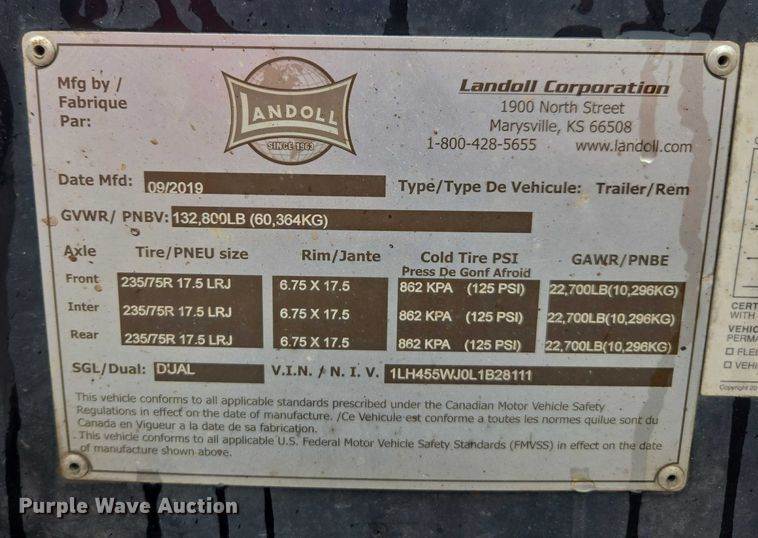 Mfg by /
Fabrique
Par:
LANDOLL
SINCE 1963
Landoll Corporation
1900 North Street
Marysville, KS 66508
1-800-428-5655 www.landoll.com
Date Mfd: 09/2019 Type/Type De Vehicule: Trailer/Rem
GVWR/ PNBV: 132,800LB (60,364KG)
Axle Tire/PNEU size Rim/Jante Cold Tire PSI GAWR/PNBE
Press De Gonf Afroid
Front 235/75R 17.5 LRJ 6.75 X 17.5 862 KPA (125 PSI) 22,700LB(10,296KG)
Inter 235/75R 17.5 LRJ 6.75 X 17.5 862 KPA (125 PSI) 22,700LB(10,296KG)
Rear 235/75R 17.5 LRJ 6.75 X 17.5 862 KPA (125 PSI) 22,700LB(10,296KG)
SGL/Dual: DUAL V.I.N. / N. I. V. 1LH455WJ0L1B28111
This vehicle conforms to all applicable standards prescribed under the Canadian Motor Vehicle Safety
Regulations in effect on the date of manufacture. /Ce Vehicule est conforme a toutes les normes quilue sont du
Canada en Vigueur a la date de sa fabrication.
This vehicle conforms to all applicable U.S. Federal Motor Vehicle Safety Standards (FMVSS) in effect on the date
of manufacture shown above.
CERT
WITH
VEHIC
PERMA
FLE
VEHI
Copyright 20
Purple Wave Auction